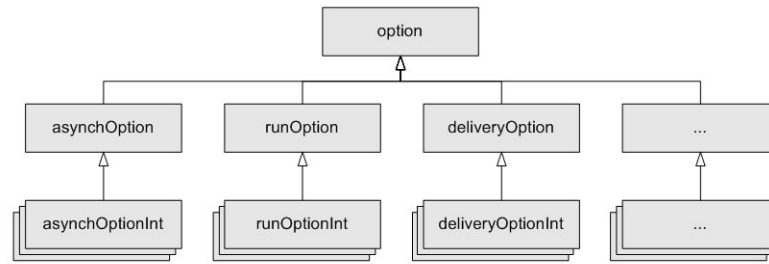 option
asynchOption
runOption
deliveryOption
...
asynchOptionInt
runOptionInt
deliveryOptionInt
...